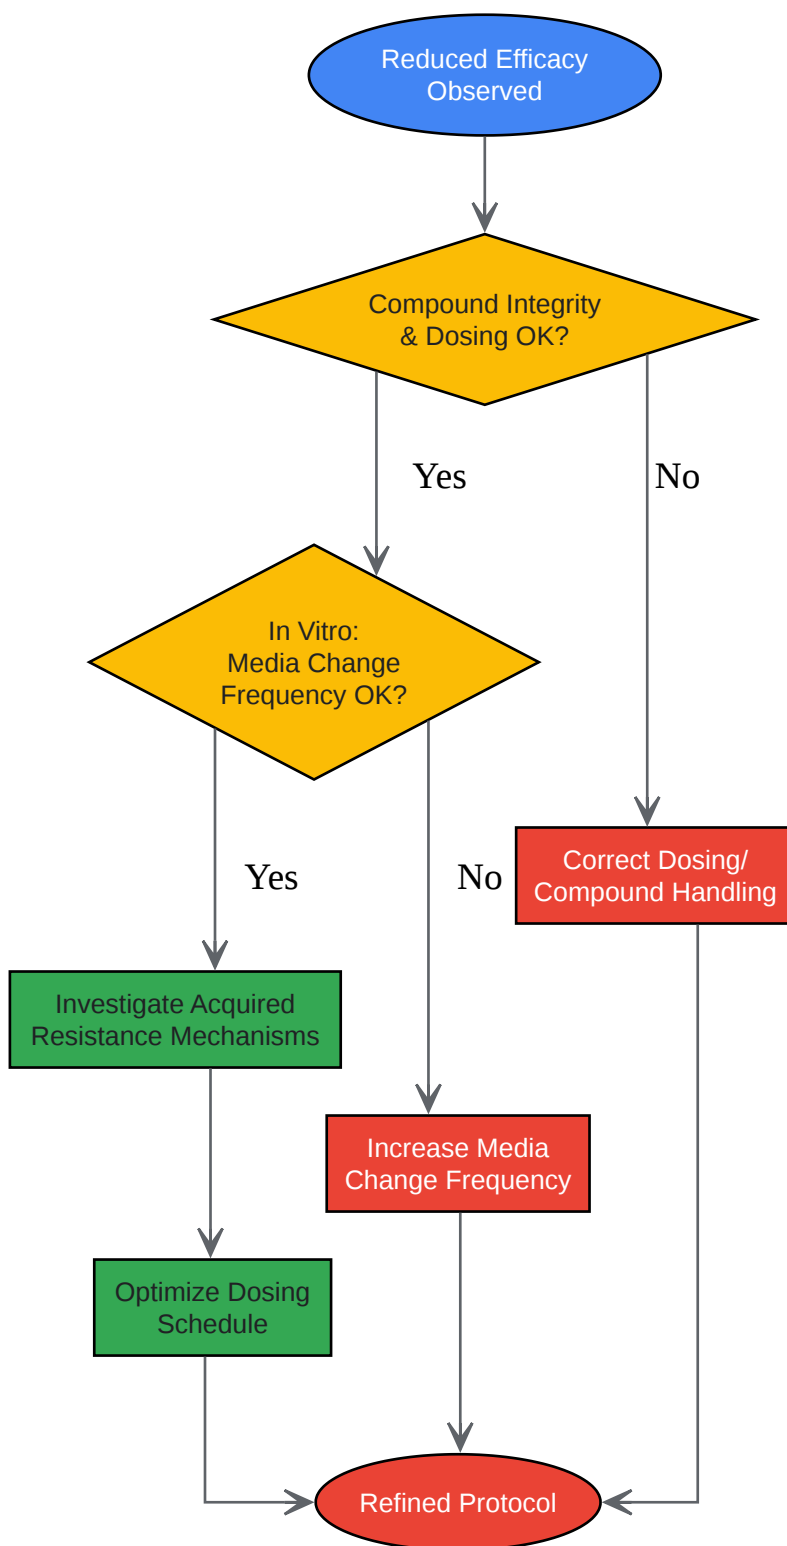 Reduced Efficacy
Observed
Compound Integrity
& Dosing OK?
Yes
No
In Vitro:
Media Change
Frequency OK?
Correct Dosing/
Compound Handling
Yes
No
Investigate Acquired
Resistance Mechanisms
Increase Media
Change Frequency
Optimize Dosing
Schedule
Refined Protocol